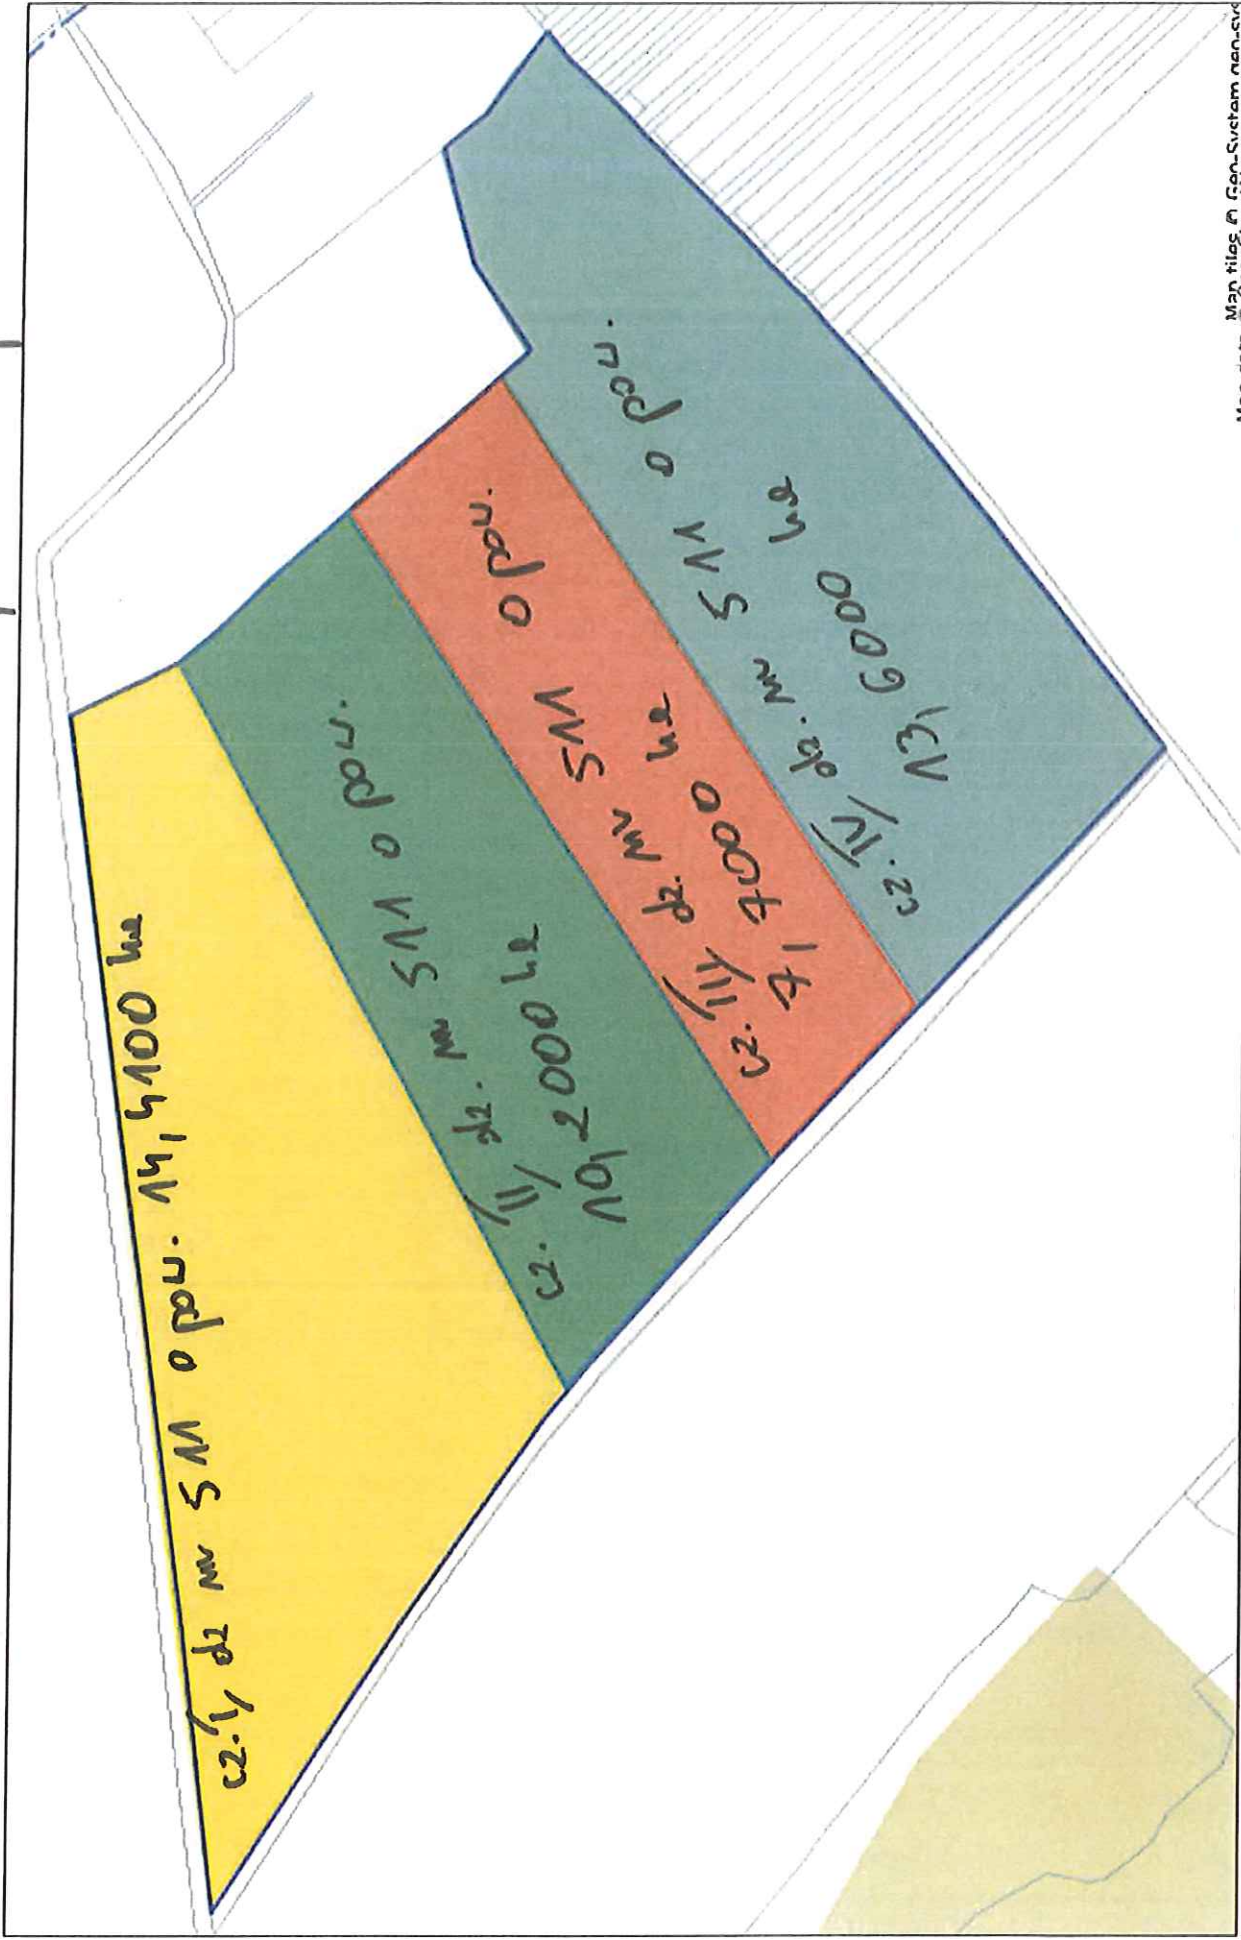 cz. I, dz nr 511 o pow. 14,4100 ha
cz. II, dz. nr 511 o pow.
10,2000 ha
cz. III, dz. nr 511 o pow.
7,7000 ha
cz. IV, dz. nr 511 o pow.
13,6000 ha
Map tiles © Geo-System